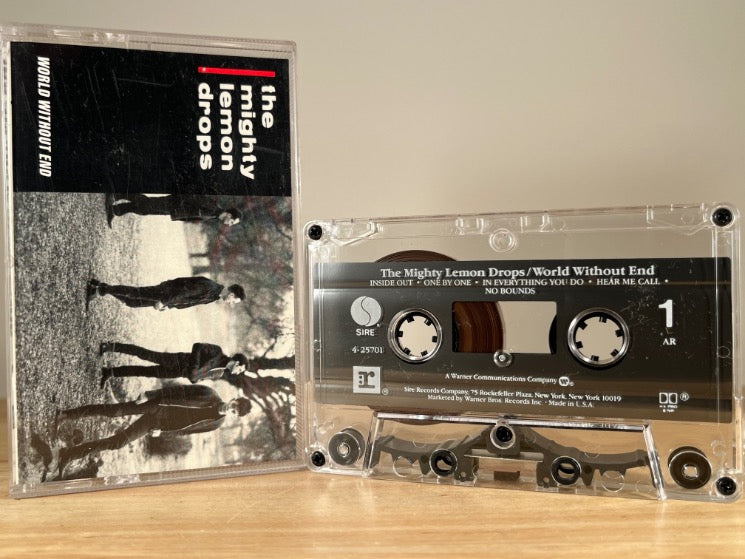 the
mighty
lemon
drops
WORLD WITHOUT END
The Mighty Lemon Drops/World Without End
INSIDE OUT • ONE BY ONE • IN EVERYTHING YOU DO • HEAR ME CALL •
NO BOUNDS
SIRE
4-25701
1
AR
A Warner Communications Company
Sire Records Company, 75 Rockefeller Plaza, New York, New York 10019
Marketed by Warner Bros. Records Inc. • Made in U.S.A.
r